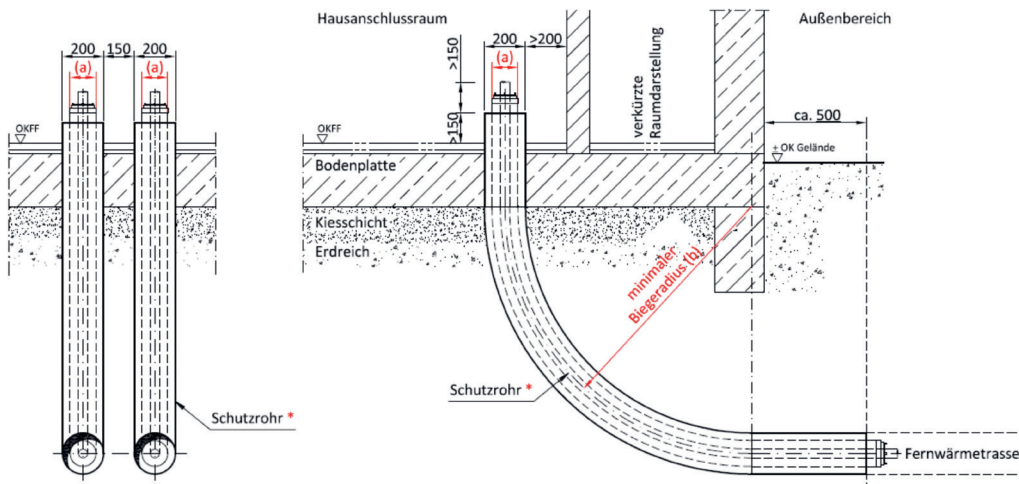 Hausanschlussraum
Außenbereich
200
150
200
(a)
(a)
OKFF
Schutzrohr *
>150
>150
200
>200
(a)
OKFF
Bodenplatte
Kiesschicht
Erdreich
verkürzte
Raumdarstellung
ca. 500
± OK Gelände
minimaler
Biegeradius (b)
Schutzrohr *
Fernwärmetrasse